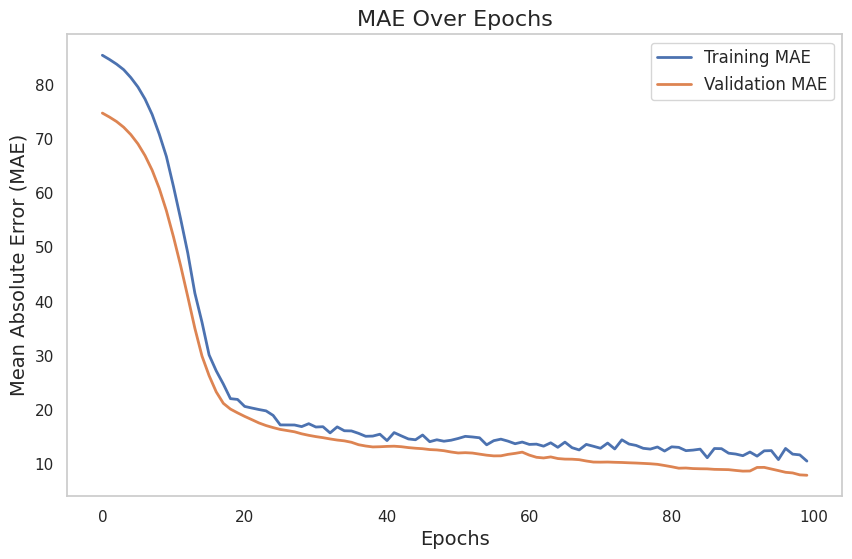 MAE Over Epochs
Training MAE
Validation MAE
Mean Absolute Error (MAE)
80
70
60
50
40
30
20
10
0 20 40 60 80 100
Epochs